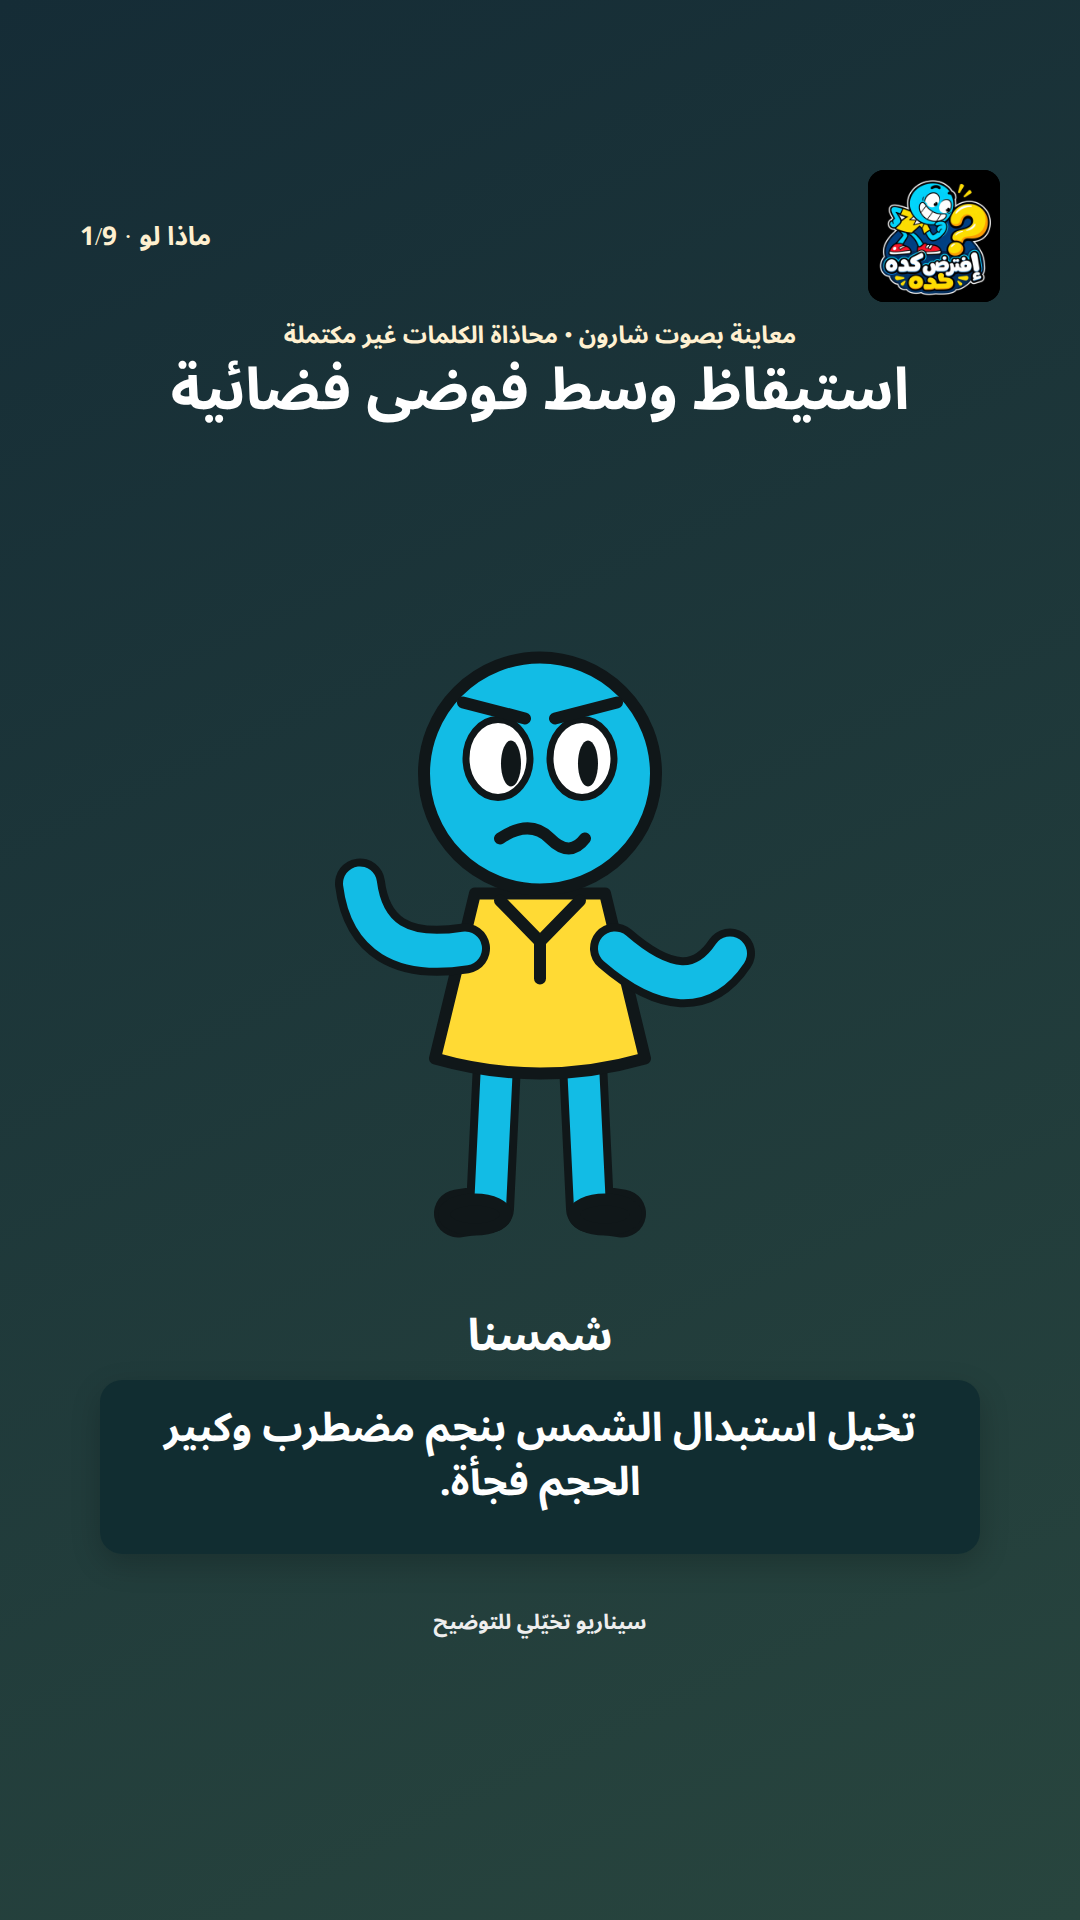 إفترض كده
كده
ماذا لو · 1/9
معاينة بصوت شارون • محاذاة الكلمات غير مكتملة
استيقاظ وسط فوضى فضائية
شمسنا
تخيل استبدال الشمس بنجم مضطرب وكبير
الحجم فجأة.
سيناريو تخيّلي للتوضيح